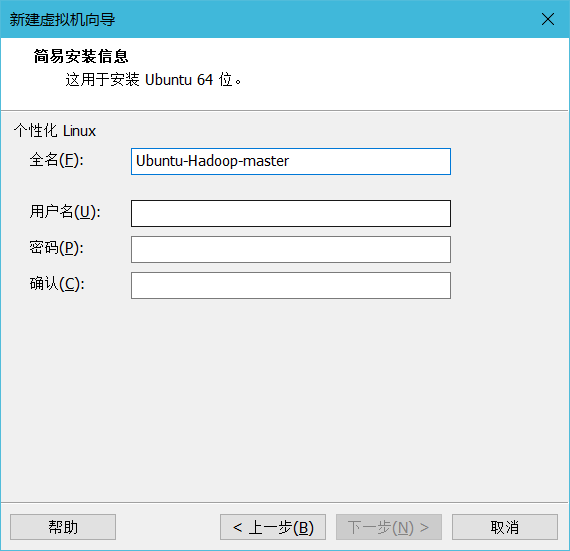 新建虚拟机向导
简易安装信息
这用于安装 Ubuntu 64 位。
个性化 Linux
全名(F): Ubuntu-Hadoop-master
用户名(U):
密码(P):
确认(C):
帮助 < 上一步(B) 下一步(N) > 取消